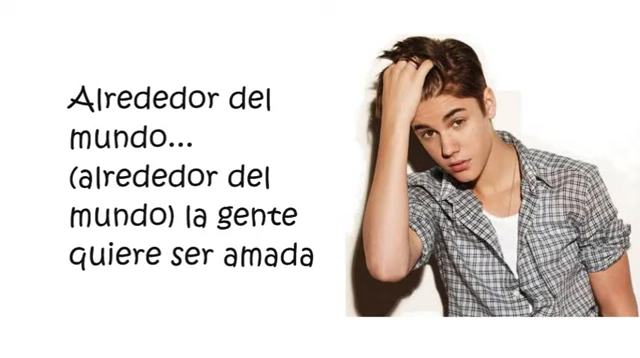 Alrededor del
mundo...
(alrededor del
mundo) la gente
quiere ser amada